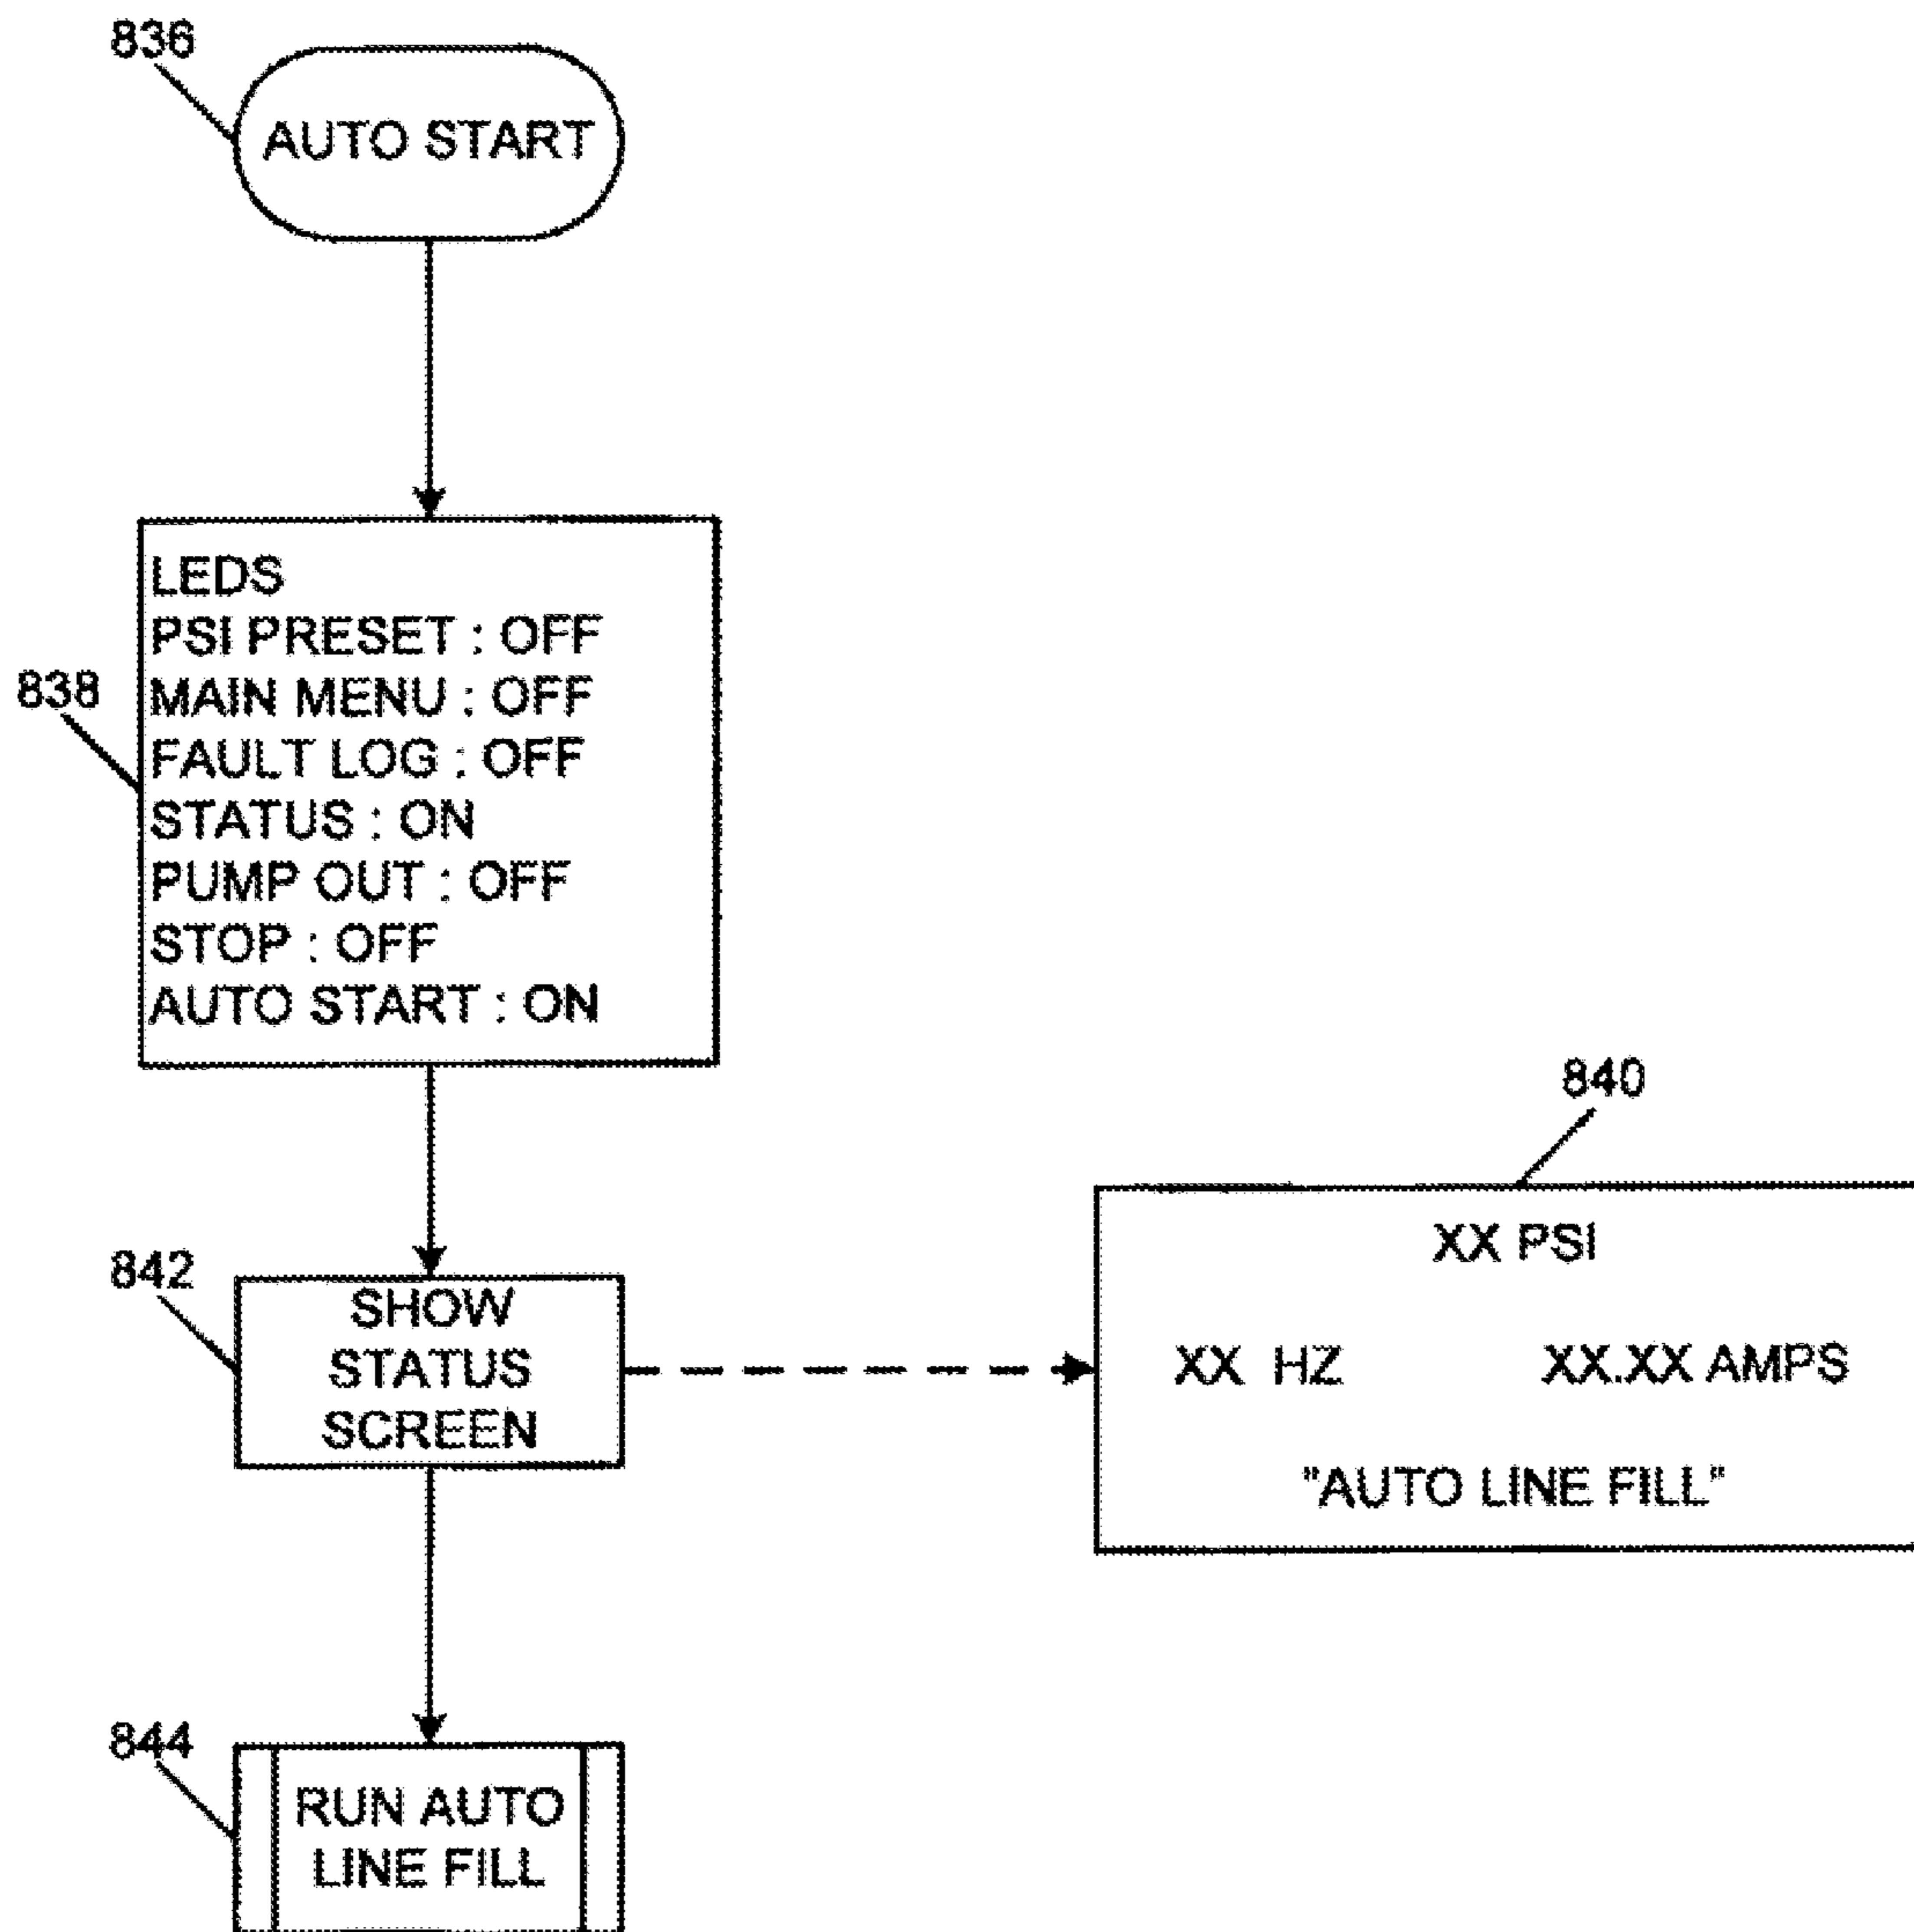 836
AUTO START
838
LEDS
PSI PRESET : OFF
MAIN MENU : OFF
FAULT LOG : OFF
STATUS : ON
PUMP OUT : OFF
STOP : OFF
AUTO START : ON
840
XX PSI
XX HZ XX.XX AMPS
"AUTO LINE FILL"
842
SHOW
STATUS
SCREEN
844
RUN AUTO
LINE FILL